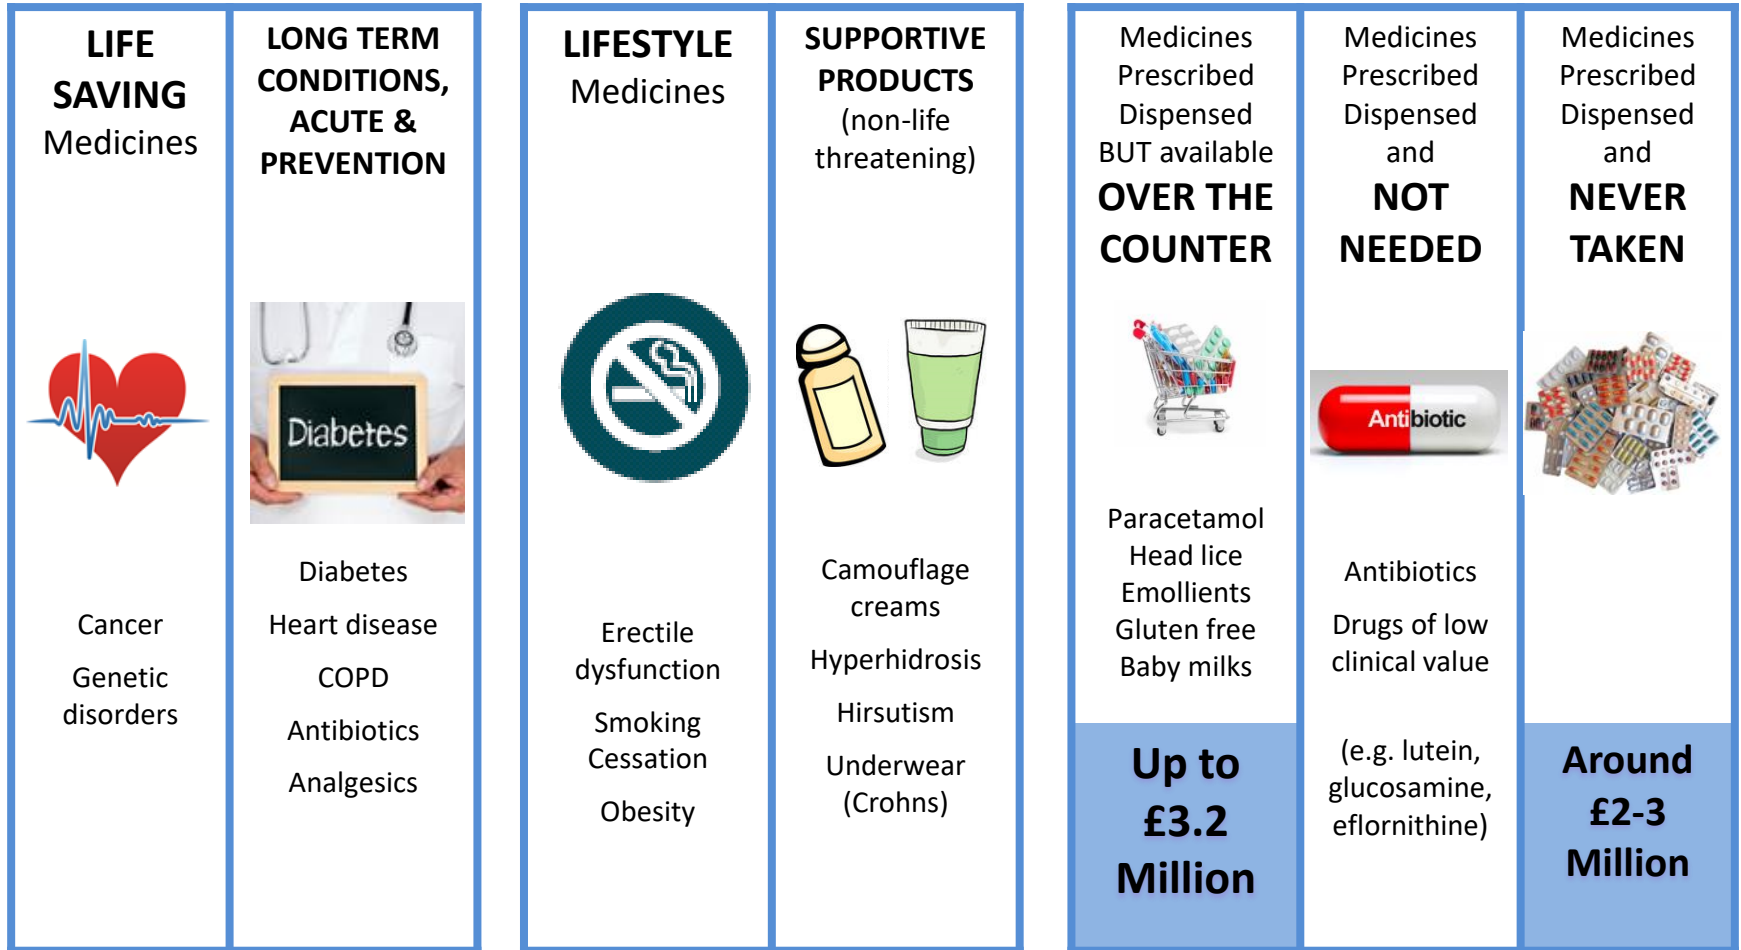 LIFE
SAVING
Medicines
Cancer
Genetic
disorders
LONG TERM
CONDITIONS,
ACUTE &
PREVENTION
Diabetes
Diabetes
Heart disease
COPD
Antibiotics
Analgesics
LIFESTYLE
Medicines
Erectile
dysfunction
Smoking
Cessation
Obesity
SUPPORTIVE
PRODUCTS
(non-life
threatening)
Camouflage
creams
Hyperhidrosis
Hirsutism
Underwear
(Crohns)
Medicines
Prescribed
Dispensed
BUT available
OVER THE
COUNTER
Paracetamol
Head lice
Emollients
Gluten free
Baby milks
Up to
£3.2
Million
Medicines
Prescribed
Dispensed
and
NOT
NEEDED
Antibiotic
Antibiotics
Drugs of low
clinical value
(e.g. lutein,
glucosamine,
eflornithine)
Medicines
Prescribed
Dispensed
and
NEVER
TAKEN
Around
£2-3
Million